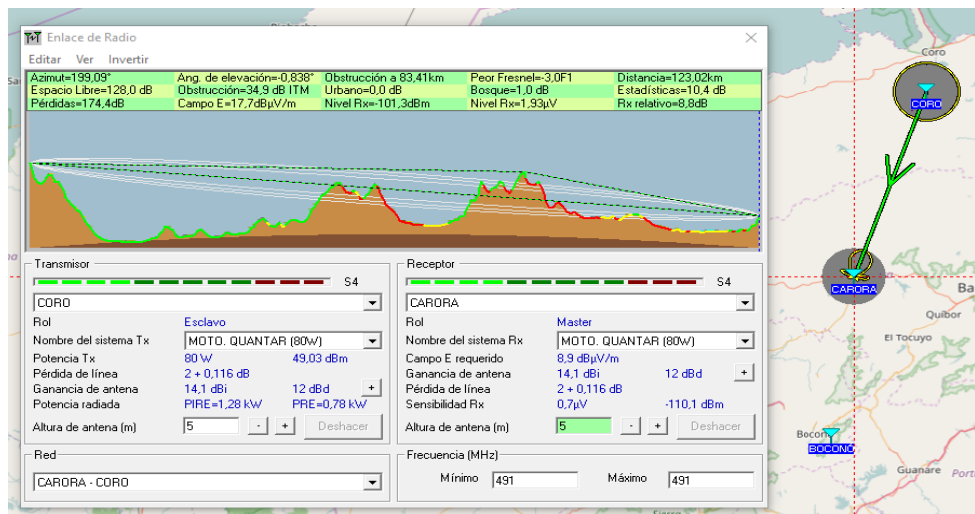 Enlace de Radio
Editar Ver Invertir
Azimut=199,09° Ang. de elevación=-0,838° Obstrucción a 83,41km Peor Fresnel=-3,0F1 Distancia=123,02km
Espacio Libre=128,0 dB Obstrucción=34,9 dB ITM Urbano=0,0 dB Bosque=1,0 dB Estadísticas=10,4 dB
Pérdidas=174,4dB Campo E=17,7dBµV/m Nivel Rx=-101,3dBm Nivel Rx=1,93µV Rx relativo=8,8dB
Transmisor
S4
CORO
Rol Esclavo
Nombre del sistema Tx MOTO. QUANTAR (80W)
Potencia Tx 80 W 49,03 dBm
Pérdida de línea 2 + 0,116 dB
Ganancia de antena 14,1 dBi 12 dBd +
Potencia radiada PIRE=1,28 kW PRE=0,78 kW
Altura de antena (m) 5 - + Deshacer
Red
CARORA - CORO
Receptor
S4
CARORA
Rol Master
Nombre del sistema Rx MOTO. QUANTAR (80W)
Campo E requerido 8,9 dBµV/m
Ganancia de antena 14,1 dBi 12 dBd +
Pérdida de línea 2 + 0,116 dB
Sensibilidad Rx 0,7µV -110,1 dBm
Altura de antena (m) 5 - + Deshacer
Frecuencia (MHz)
Mínimo 491 Máximo 491
Coro
CORO
CARORA
Ba
Quíbor
El Tocuyo
BOCONÓ
Guanare